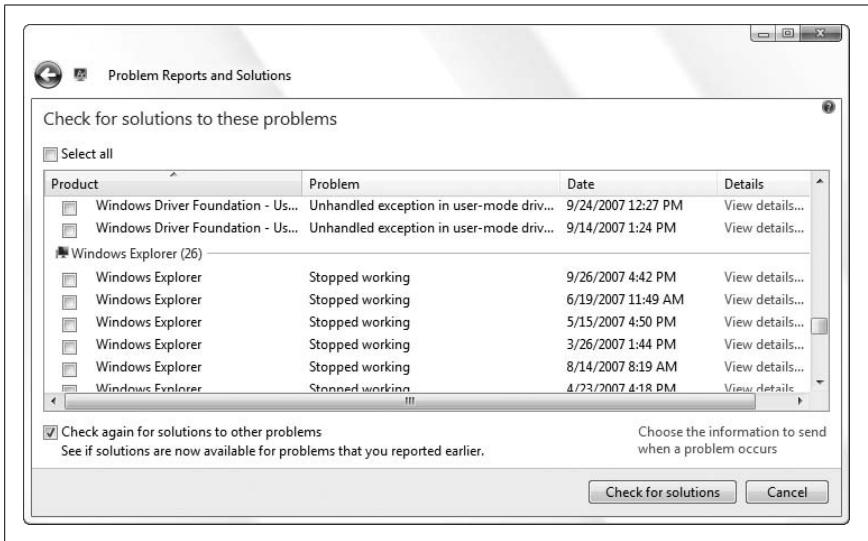 Problem Reports and Solutions
Check for solutions to these problems
Select all
Product Problem Date Details
Windows Driver Foundation - Us... Unhandled exception in user-mode driv... 9/24/2007 12:27 PM View details...
Windows Driver Foundation - Us... Unhandled exception in user-mode driv... 9/14/2007 1:24 PM View details...
Windows Explorer (26)
Windows Explorer Stopped working 9/26/2007 4:42 PM View details...
Windows Explorer Stopped working 6/19/2007 11:49 AM View details...
Windows Explorer Stopped working 5/15/2007 4:50 PM View details...
Windows Explorer Stopped working 3/26/2007 1:44 PM View details...
Windows Explorer Stopped working 8/14/2007 8:19 AM View details...
Windows Explorer Stopped working 4/23/2007 4:18 PM View details
Check again for solutions to other problems
See if solutions are now available for problems that you reported earlier.
Choose the information to send
when a problem occurs
Check for solutions Cancel